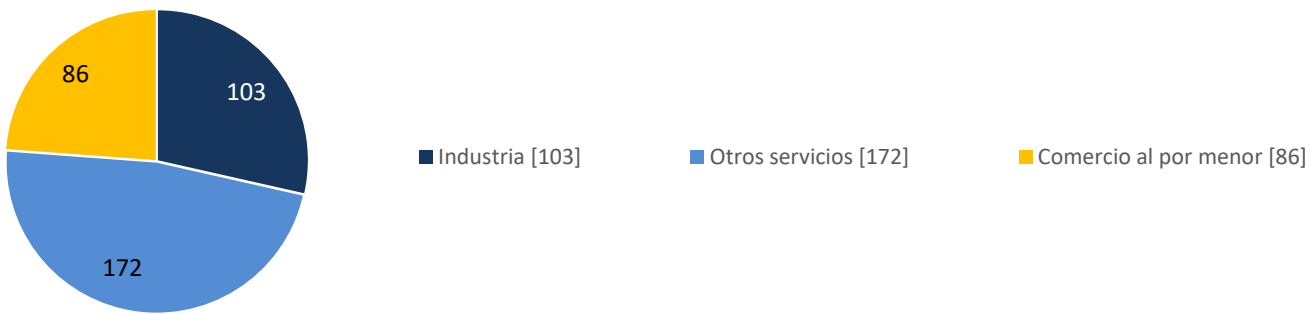 86
103
172
Industria [103]
Otros servicios [172]
Comercio al por menor [86]